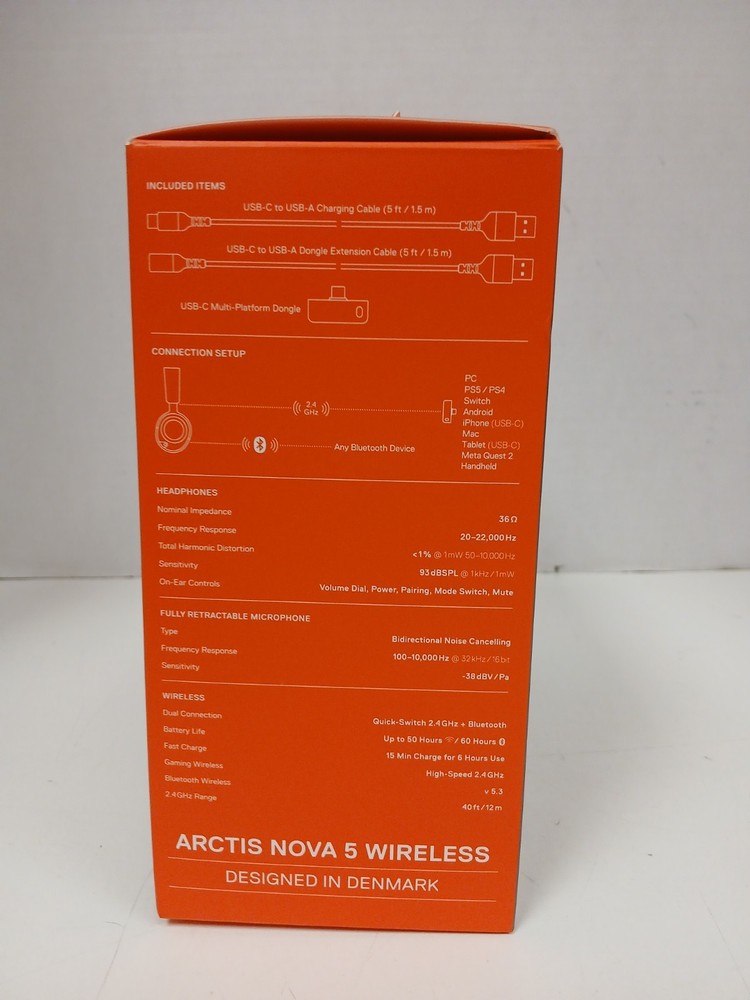 INCLUDED ITEMS
USB-C to USB-A Charging Cable (5 ft / 1.5 m)
USB-C to USB-A Dongle Extension Cable (5 ft / 1.5 m)
USB-C Multi-Platform Dongle
CONNECTION SETUP
2.4
GHz
PC
PS5 / PS4
Switch
Android
iPhone (USB-C)
Mac
Tablet (USB-C)
Meta Quest 2
Handheld
Any Bluetooth Device
HEADPHONES
Nominal Impedance 36 Ω
Frequency Response 20-22,000 Hz
Total Harmonic Distortion <1% @ 1mW 50-10.000 Hz
Sensitivity 93 dBSPL @ 1kHz / 1mW
On-Ear Controls Volume Dial, Power, Pairing, Mode Switch, Mute
FULLY RETRACTABLE MICROPHONE
Type Bidirectional Noise Cancelling
Frequency Response 100-10,000 Hz @ 32 kHz / 16 bit
Sensitivity -38 dBV / Pa
WIRELESS
Dual Connection Quick-Switch 2.4 GHz + Bluetooth
Battery Life Up to 50 Hours / 60 Hours
Fast Charge 15 Min Charge for 6 Hours Use
Gaming Wireless High-Speed 2.4 GHz
Bluetooth Wireless v 5.3
2.4 GHz Range 40 ft / 12 m
ARCTIS NOVA 5 WIRELESS
DESIGNED IN DENMARK